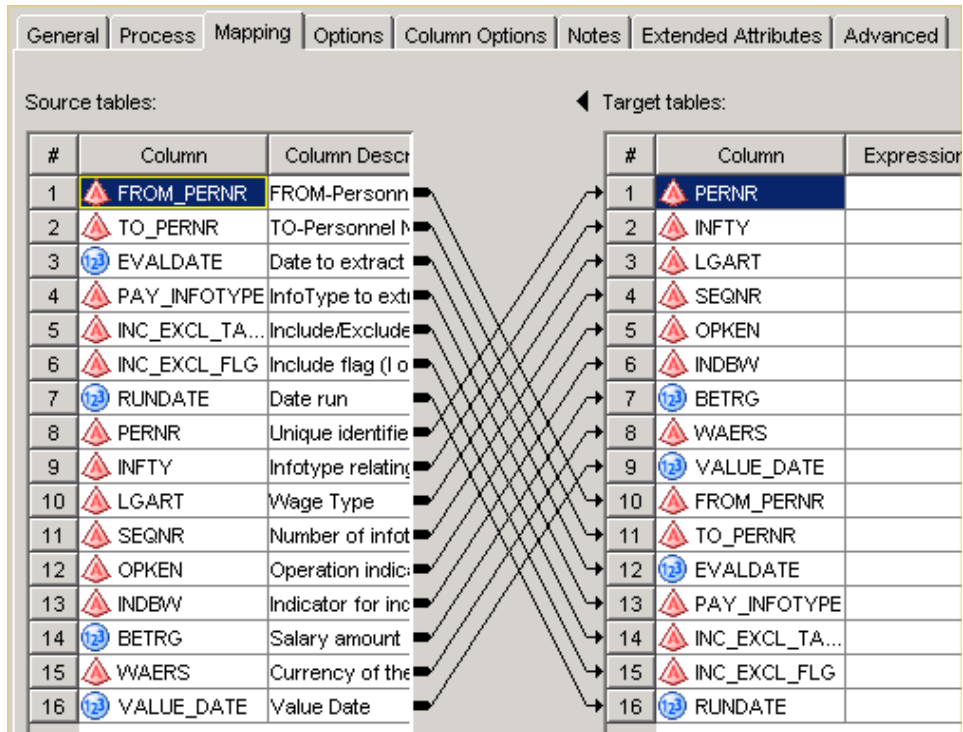 General Process Mapping Options Column Options Notes Extended Attributes Advanced
Source tables:
Target tables:
# Column Column Descr
1 FROM_PERNR FROM-Personn
2 TO_PERNR TO-Personnel N
3 EVALDATE Date to extract
4 PAY_INFOTYPE InfoType to extr
5 INC_EXCL_TA... Include/Exclude
6 INC_EXCL_FLG Include flag (I o
7 RUNDATE Date run
8 PERNR Unique identifie
9 INFTY Infotype relating
10 LGART Wage Type
11 SEQNR Number of infot
12 OPKEN Operation indica
13 INDBW Indicator for inc
14 BETRG Salary amount
15 WAERS Currency of the
16 VALUE_DATE Value Date
# Column Expression
1 PERNR
2 INFTY
3 LGART
4 SEQNR
5 OPKEN
6 INDBW
7 BETRG
8 WAERS
9 VALUE_DATE
10 FROM_PERNR
11 TO_PERNR
12 EVALDATE
13 PAY_INFOTYPE
14 INC_EXCL_TA...
15 INC_EXCL_FLG
16 RUNDATE